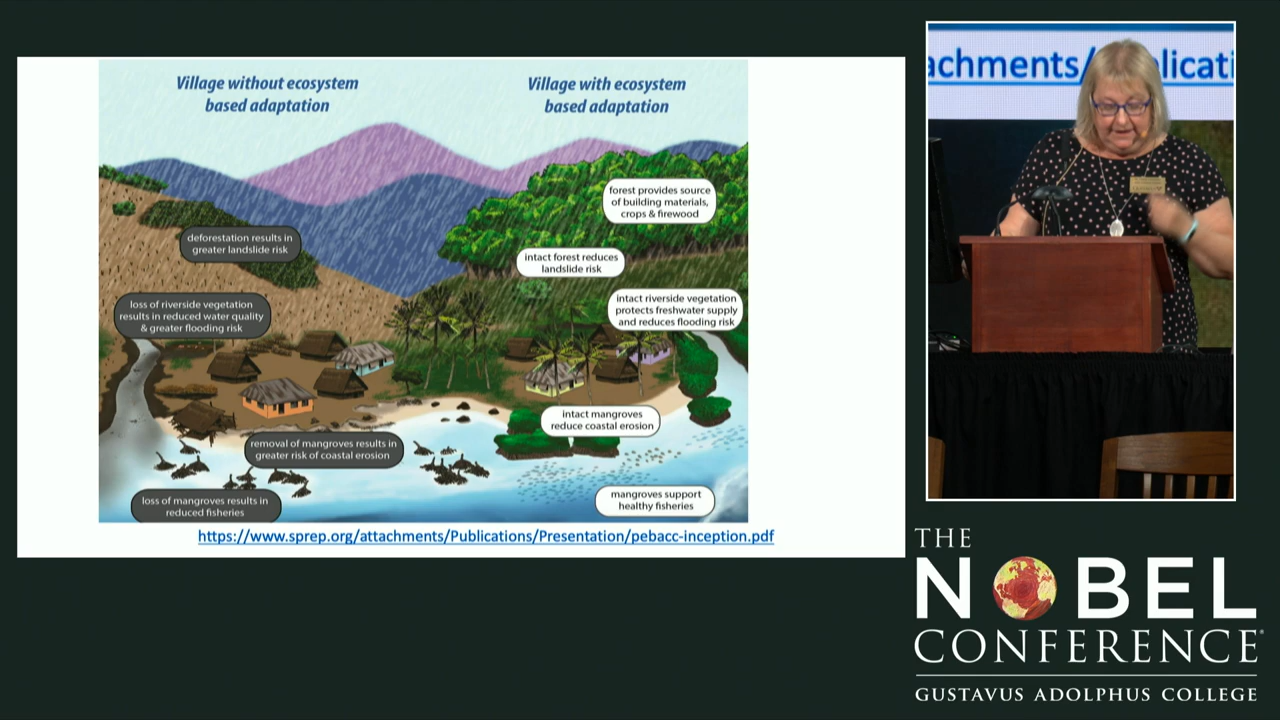 Village without ecosystem
based adaptation
Village with ecosystem
based adaptation
forest provides source
of building materials,
crops & firewood
deforestation results in
greater landslide risk
intact forest reduces
landslide risk
loss of riverside vegetation
results in reduced water quality
& greater flooding risk
intact riverside vegetation
protects freshwater supply
and reduces flooding risk
intact mangroves
reduce coastal erosion
removal of mangroves results in
greater risk of coastal erosion
loss of mangroves results in
reduced fisheries
mangroves support
healthy fisheries
https://www.sprep.org/attachments/Publications/Presentation/pebacc-inception.pdf
achments/
THE
NOBEL
CONFERENCE®
GUSTAVUS ADOLPHUS COLLEGE